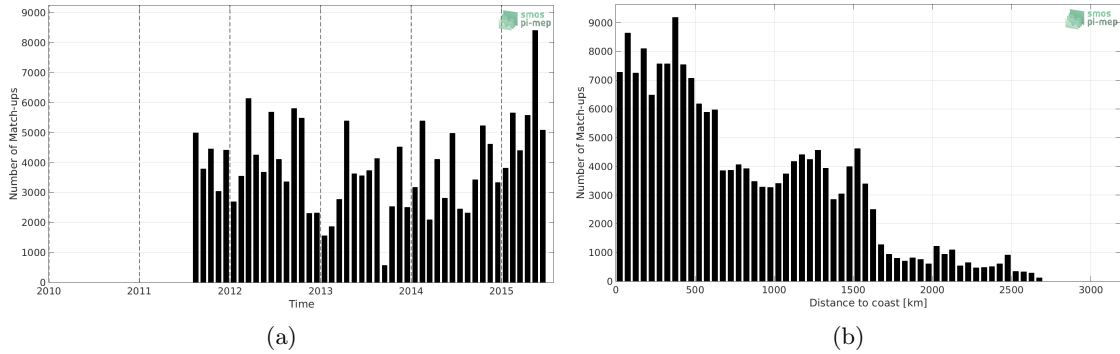 smos
pi-mep
9000
8000
7000
6000
5000
4000
3000
2000
1000
0
Number of Match-ups
2010 2011 2012 2013 2014 2015
Time
(a)
smos
pi-mep
9000
8000
7000
6000
5000
4000
3000
2000
1000
0
Number of Match-ups
0 500 1000 1500 2000 2500 3000
Distance to coast [km]
(b)